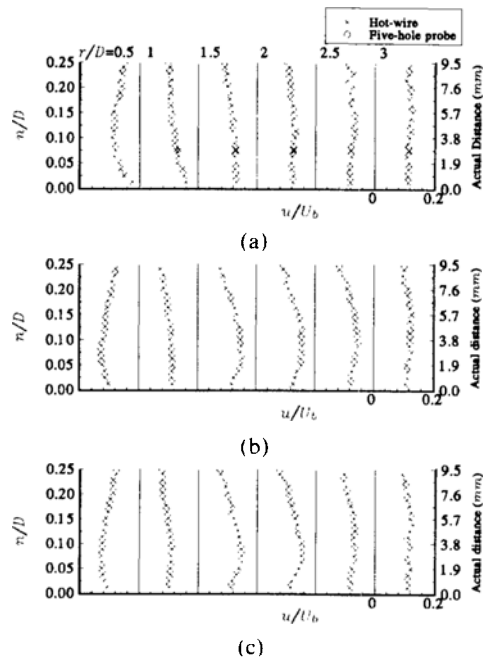 Hot-wire
Five-hole probe
r/D=0.5 1 1.5 2 2.5 3
0.25
0.20
0.15
0.10
0.05
0.00
n/D
9.5
7.6
5.7
3.8
1.9
0.0
Actual Distance (mm)
0 0.2
u/U_b
(a)
0.25
0.20
0.15
0.10
0.05
0.00
n/D
9.5
7.6
5.7
3.8
1.9
0.0
Actual distance (mm)
0 0.2
u/U_b
(b)
0.25
0.20
0.15
0.10
0.05
0.00
n/D
9.5
7.6
5.7
3.8
1.9
0.0
Actual distance (mm)
0 0.2
u/U_b
(c)